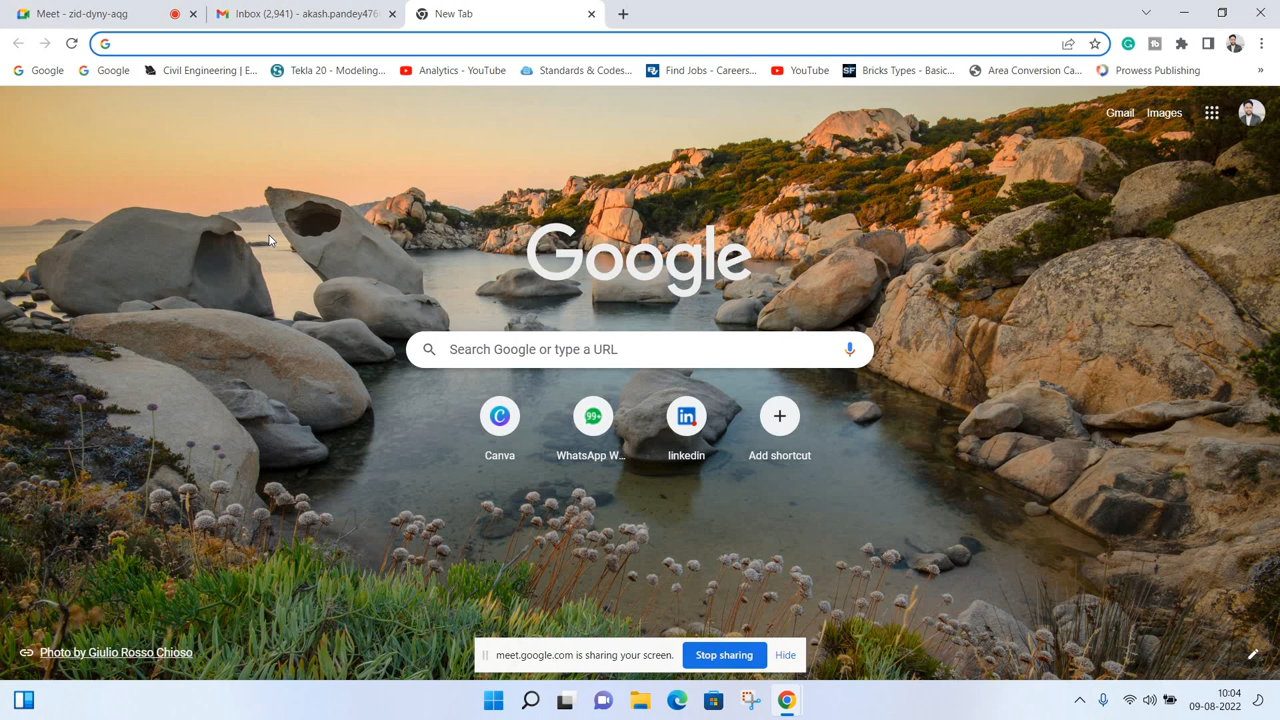 Meet - zid-dyny-aqg
Inbox (2,941) - akash.pandey476
New Tab
Google
Google
Civil Engineering | E...
Tekla 20 - Modeling...
Analytics - YouTube
Standards & Codes...
Find Jobs - Careers...
YouTube
SF
Bricks Types - Basic...
Area Conversion Ca...
Prowess Publishing
»
Gmail
Images
Google
Search Google or type a URL
99+
in
Canva
WhatsApp W...
linkedin
Add shortcut
Photo by Giulio Rosso Chioso
meet.google.com is sharing your screen.
Stop sharing
Hide
10:04
09-08-2022